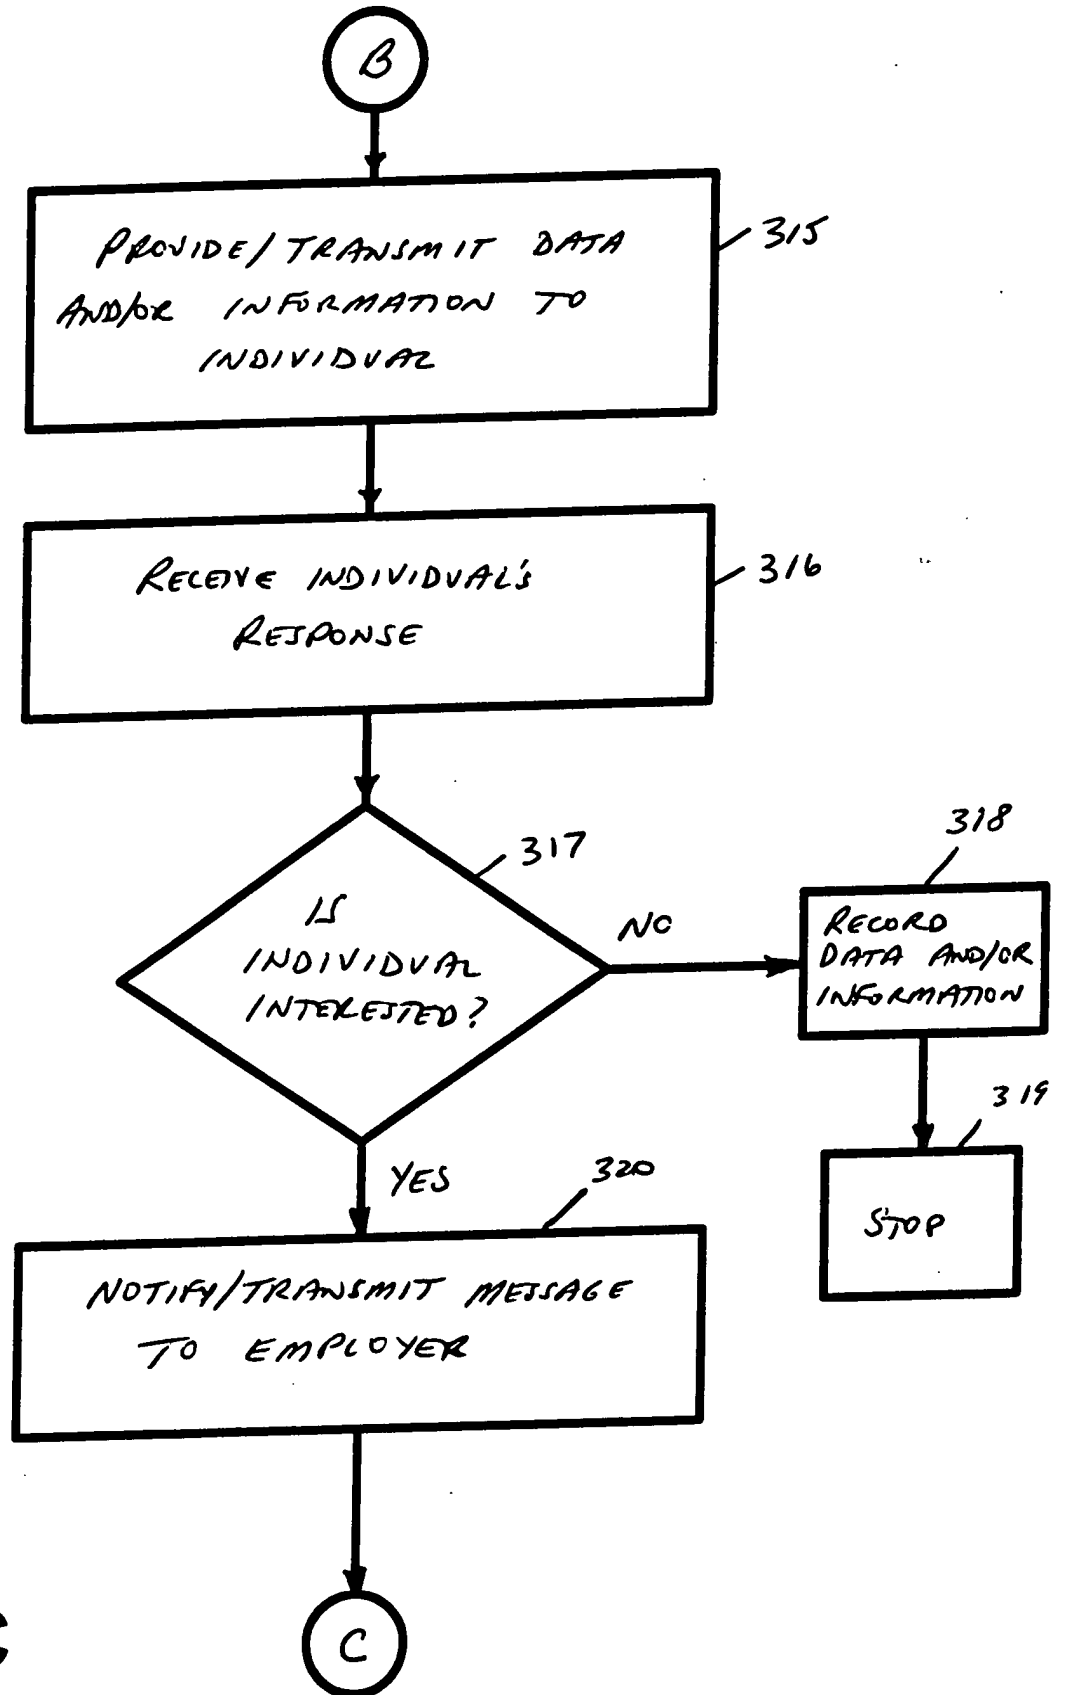 B
PROVIDE/TRANSMIT DATA
AND/OR INFORMATION TO
INDIVIDUAL
315
RECEIVE INDIVIDUAL'S
RESPONSE
316
317
IS
INDIVIDUAL
INTERESTED?
NO
318
RECORD
DATA AND/OR
INFORMATION
319
STOP
YES
320
NOTIFY/TRANSMIT MESSAGE
TO EMPLOYER
C